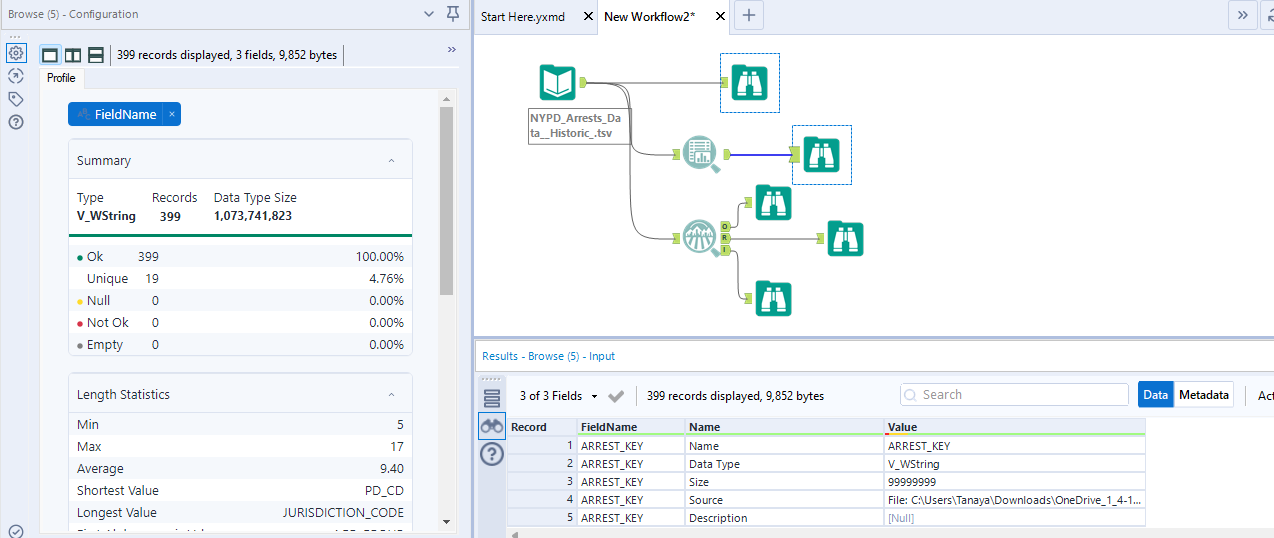 Browse (5) - Configuration
399 records displayed, 3 fields, 9,852 bytes
Profile
FieldName ×
Summary
Type Records Data Type Size
V_WString 399 1,073,741,823
Ok 399 100.00%
Unique 19 4.76%
Null 0 0.00%
Not Ok 0 0.00%
Empty 0 0.00%
Length Statistics
Min 5
Max 17
Average 9.40
Shortest Value PD_CD
Longest Value JURISDICTION_CODE
Start Here.yxmd
New Workflow2*
NYPD_Arrests_Da
ta__Historic_.tsv
O
R
I
Results - Browse (5) - Input
3 of 3 Fields
399 records displayed, 9,852 bytes
Search
Data
Metadata
Record FieldName Name Value
1 ARREST_KEY Name ARREST_KEY
2 ARREST_KEY Data Type V_WString
3 ARREST_KEY Size 99999999
4 ARREST_KEY Source File: C:\Users\Tanaya\Downloads\OneDrive_1_4-1...
5 ARREST_KEY Description [Null]